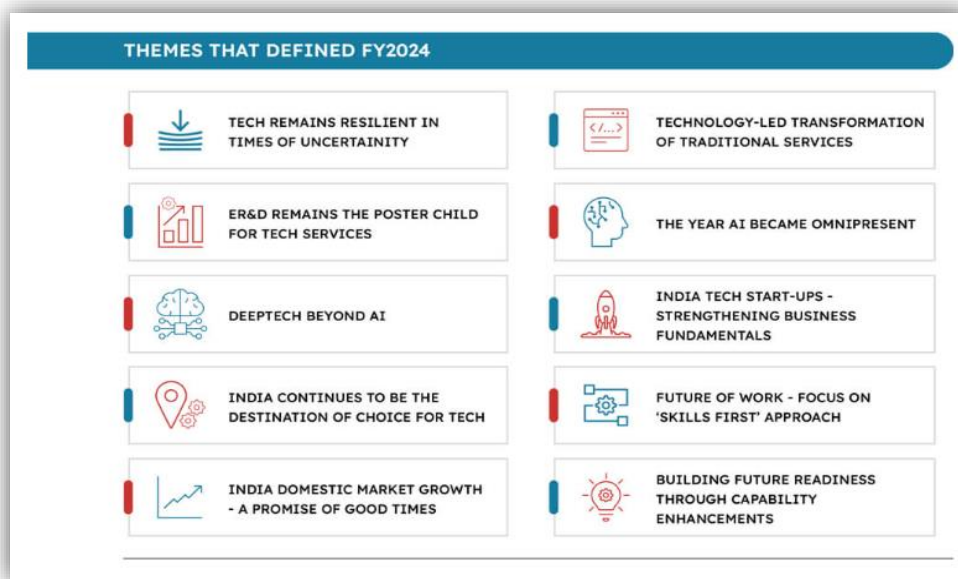 THEMES THAT DEFINED FY2024
TECH REMAINS RESILIENT IN
TIMES OF UNCERTAINITY
TECHNOLOGY-LED TRANSFORMATION
OF TRADITIONAL SERVICES
ER&D REMAINS THE POSTER CHILD
FOR TECH SERVICES
THE YEAR AI BECAME OMNIPRESENT
DEEPTECH BEYOND AI
INDIA TECH START-UPS -
STRENGTHENING BUSINESS
FUNDAMENTALS
INDIA CONTINUES TO BE THE
DESTINATION OF CHOICE FOR TECH
FUTURE OF WORK - FOCUS ON
'SKILLS FIRST' APPROACH
INDIA DOMESTIC MARKET GROWTH
- A PROMISE OF GOOD TIMES
BUILDING FUTURE READINESS
THROUGH CAPABILITY
ENHANCEMENTS